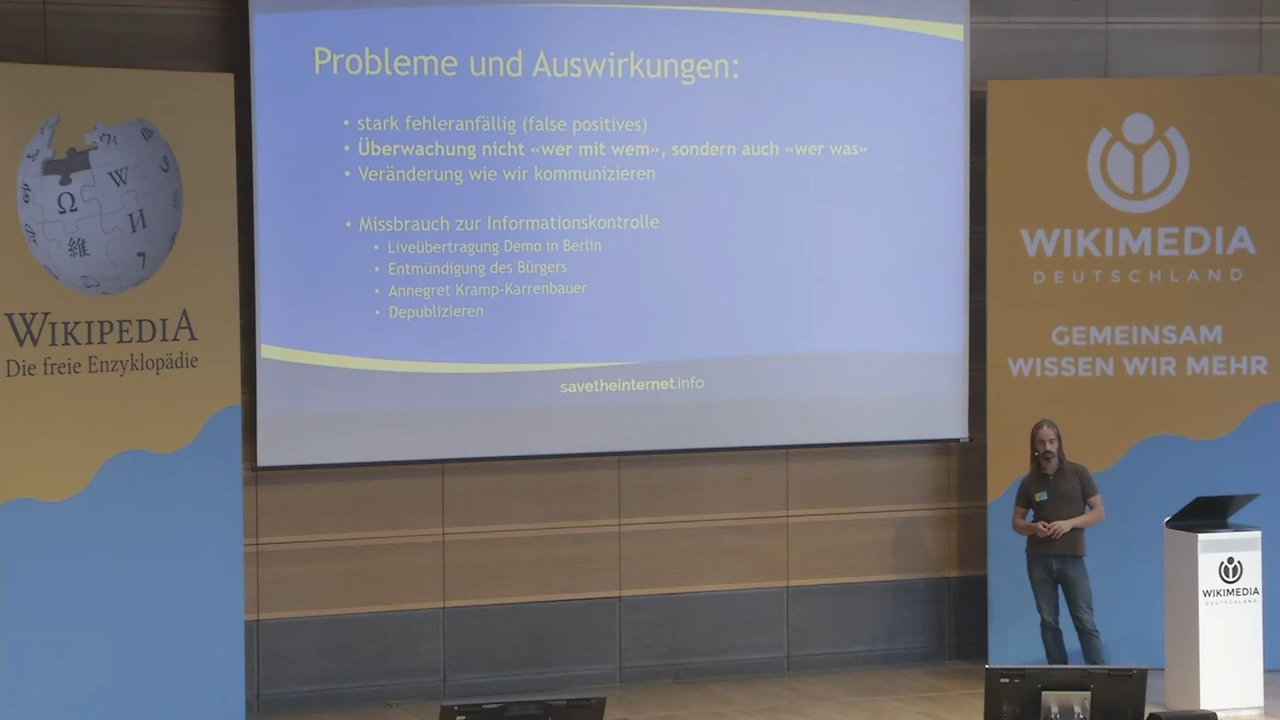 Probleme und Auswirkungen:
• stark fehleranfällig (false positives)
• Überwachung nicht «wer mit wem», sondern auch «wer was»
• Veränderung wie wir kommunizieren
• Missbrauch zur Informationskontrolle
• Liveübertragung Demo in Berlin
• Entmündigung des Bürgers
• Annegret Kramp-Karrenbauer
• Depublizieren
savetheinternet.info
Ω
W
И
維
WIKIPEDIA
Die freie Enzyklopädie
WIKIMEDIA
DEUTSCHLAND
GEMEINSAM
WISSEN WIR MEHR
WIKIMEDIA
DEUTSCHLAND